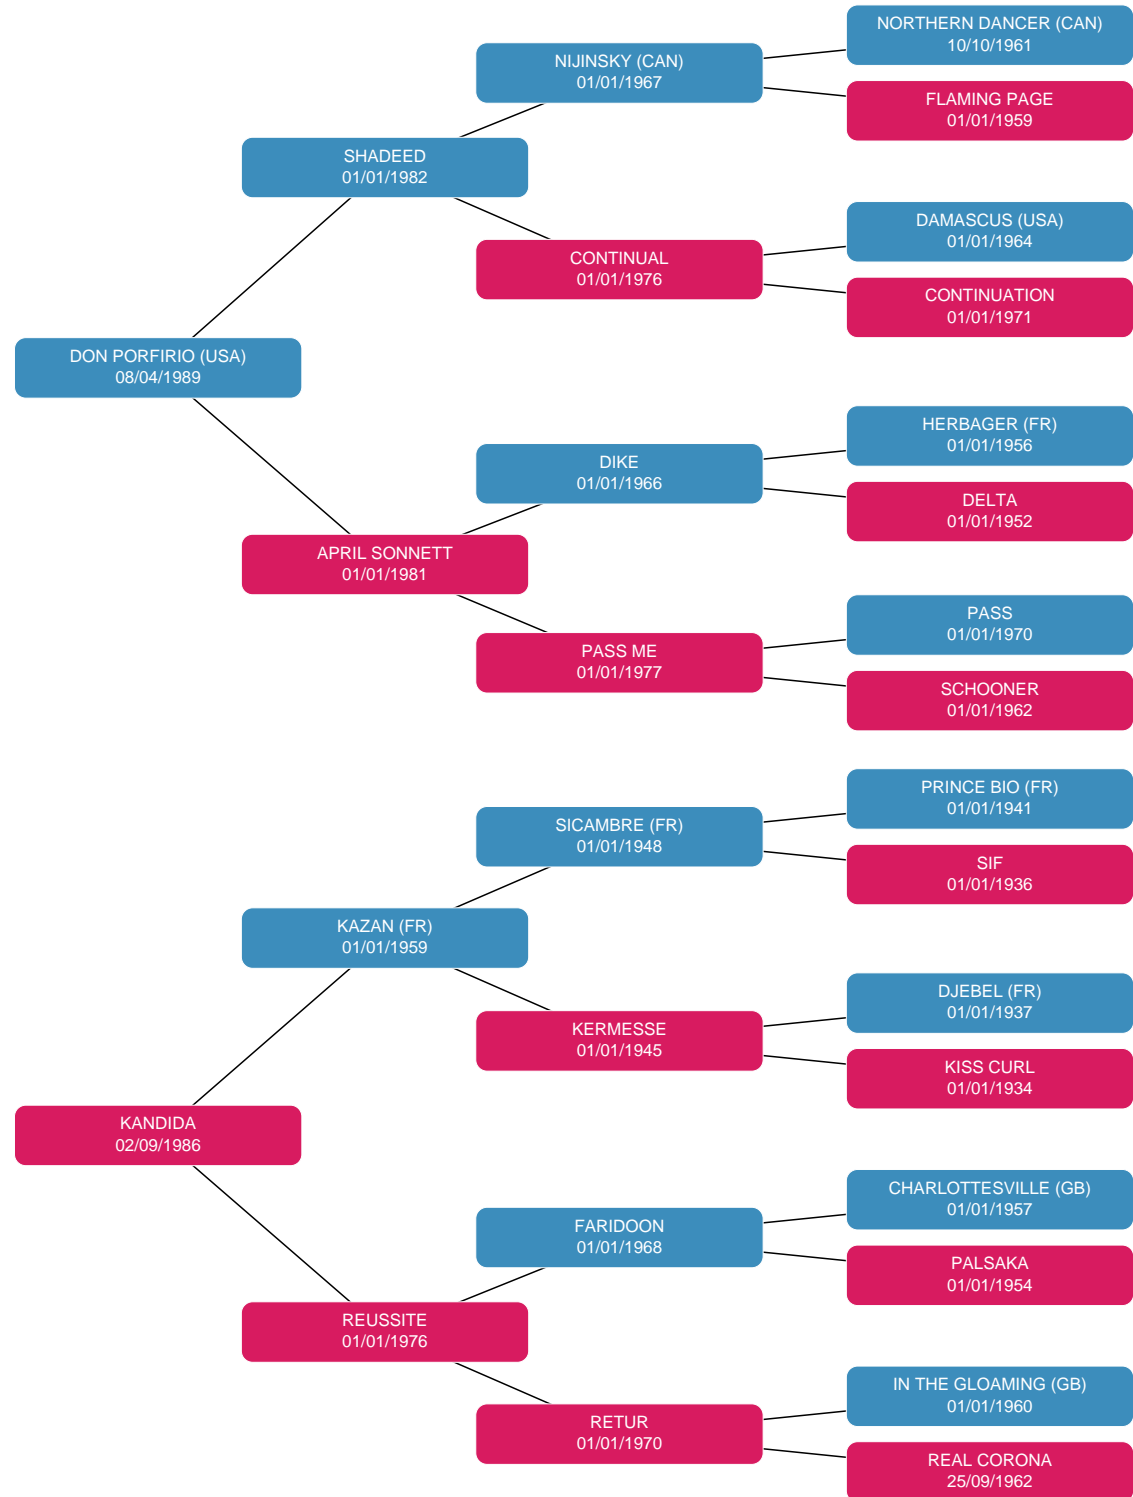 NORTHERN DANCER (CAN)
10/10/1961
NIJINSKY (CAN)
01/01/1967
FLAMING PAGE
01/01/1959
SHADEED
01/01/1982
DAMASCUS (USA)
01/01/1964
CONTINUAL
01/01/1976
CONTINUATION
01/01/1971
DON PORFIRIO (USA)
08/04/1989
HERBAGER (FR)
01/01/1956
DIKE
01/01/1966
DELTA
01/01/1952
APRIL SONNETT
01/01/1981
PASS
01/01/1970
PASS ME
01/01/1977
SCHOONER
01/01/1962
PRINCE BIO (FR)
01/01/1941
SICAMBRE (FR)
01/01/1948
SIF
01/01/1936
KAZAN (FR)
01/01/1959
DJEBEL (FR)
01/01/1937
KERMESSE
01/01/1945
KISS CURL
01/01/1934
KANDIDA
02/09/1986
CHARLOTTESVILLE (GB)
01/01/1957
FARIDOON
01/01/1968
PALSAKA
01/01/1954
REUSSITE
01/01/1976
IN THE GLOAMING (GB)
01/01/1960
RETUR
01/01/1970
REAL CORONA
25/09/1962